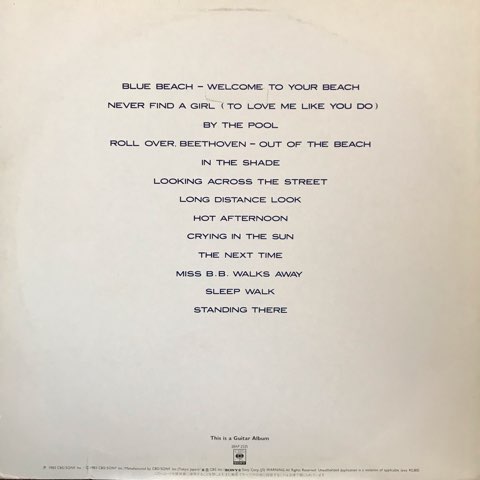 BLUE BEACH – WELCOME TO YOUR BEACH
NEVER FIND A GIRL (TO LOVE ME LIKE YOU DO)
BY THE POOL
ROLL OVER, BEETHOVEN – OUT OF THE BEACH
IN THE SHADE
LOOKING ACROSS THE STREET
LONG DISTANCE LOOK
HOT AFTERNOON
CRYING IN THE SUN
THE NEXT TIME
MISS B.B. WALKS AWAY
SLEEP WALK
STANDING THERE
This is a Guitar Album